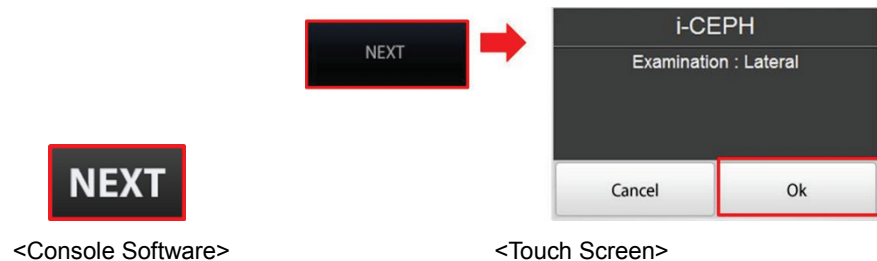 NEXT
i-CEPH
Examination : Lateral
Cancel Ok
NEXT
<Console Software> <Touch Screen>